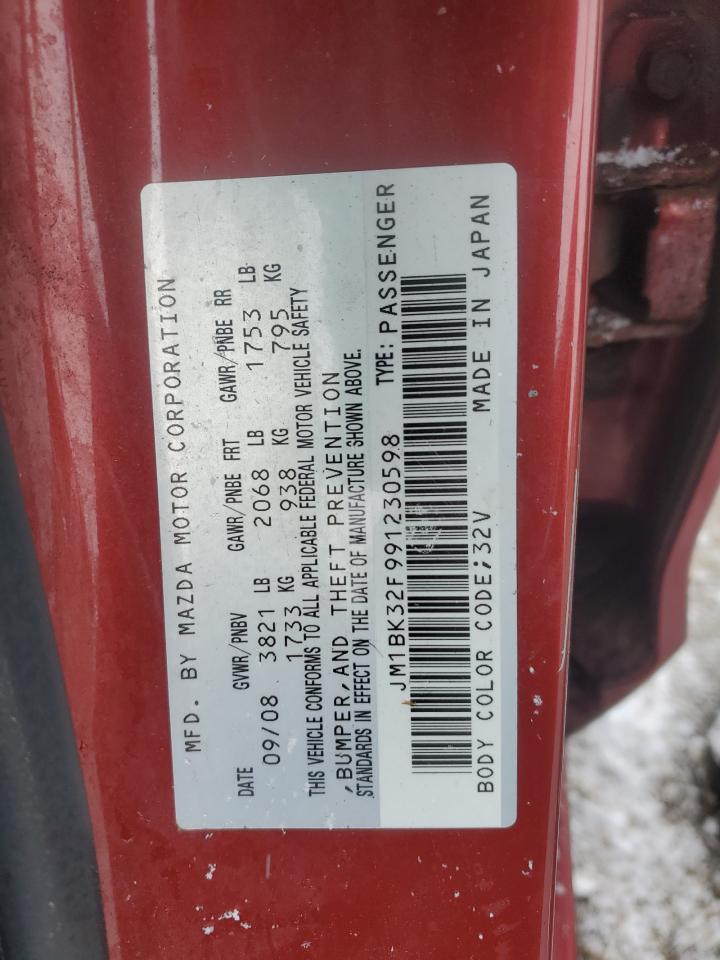 MFD. BY MAZDA MOTOR CORPORATION
DATE GVWR/PNBV GAWR/PNBE FRT GAWR/PNBE RR
09/08 3821 LB 2068 LB 1753 LB
1733 KG 938 KG 795 KG
THIS VEHICLE CONFORMS TO ALL APPLICABLE FEDERAL MOTOR VEHICLE SAFETY
,BUMPER,AND THEFT PREVENTION
STANDARDS IN EFFECT ON THE DATE OF MANUFACTURE SHOWN ABOVE.
JM1BK32F991230598 TYPE: PASSENGER
BODY COLOR CODE;32V MADE IN JAPAN